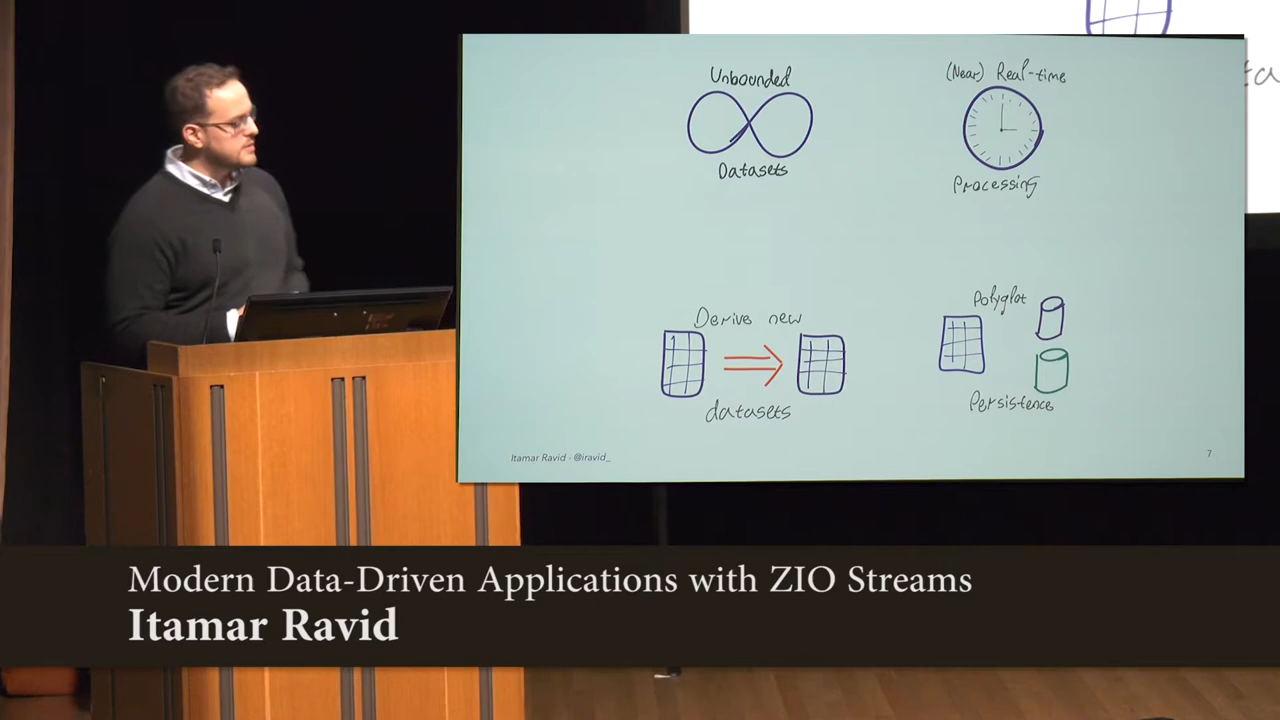 Unbounded
Datasets
(Near) Real-time
Processing
Derive new
datasets
Polyglot
Persistence
Itamar Ravid - @iravid_
7
ta
Modern Data-Driven Applications with ZIO Streams
Itamar Ravid